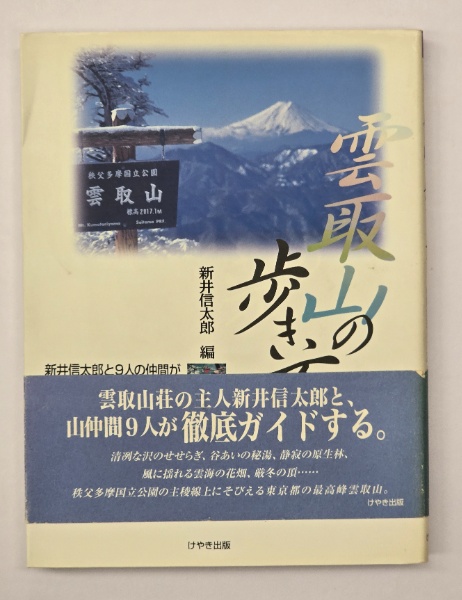 秩父多摩国立公園
雲取山
標高2017.1M
雲取山の
歩き
新井信太郎 編
新井信太郎と9人の仲間が
雲取山荘の主人新井信太郎と、
山仲間9人が徹底ガイドする。
清冽な沢のせせらぎ、谷あいの秘湯、静寂の原生林、
風に揺れる雲海の花畑、厳冬の頂……
秩父多摩国立公園の主稜線上にそびえる東京都の最高峰雲取山。
けやき出版
けやき出版